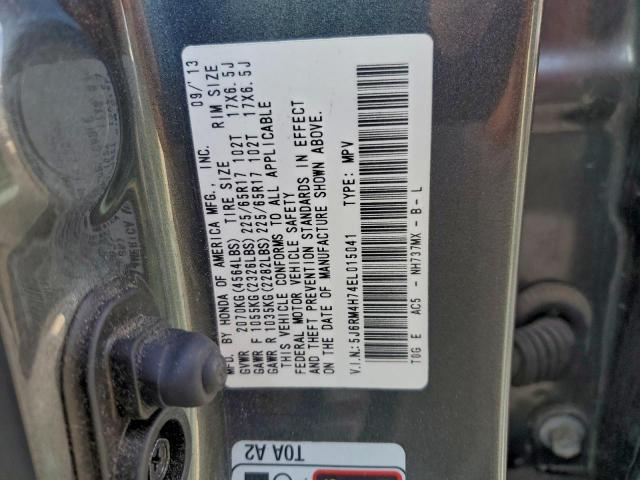 MFD. BY HONDA OF AMERICA MFG., INC. 09/'13
TIRE SIZE RIM SIZE
GVWR 2070KG(4564LBS) 225/65R17 102T 17X6.5J
GAWR F 1055KG(2326LBS) 225/65R17 102T 17X6.5J
GAWR R 1035KG(2282LBS)
THIS VEHICLE CONFORMS TO ALL APPLICABLE
FEDERAL MOTOR VEHICLE SAFETY
AND THEFT PREVENTION STANDARDS IN EFFECT
ON THE DATE OF MANUFACTURE SHOWN ABOVE.
V.I.N.: 5J6RM4H74EL015041 TYPE: MPV
T0G E AC5 - NH737MX - B - L
T0A A2